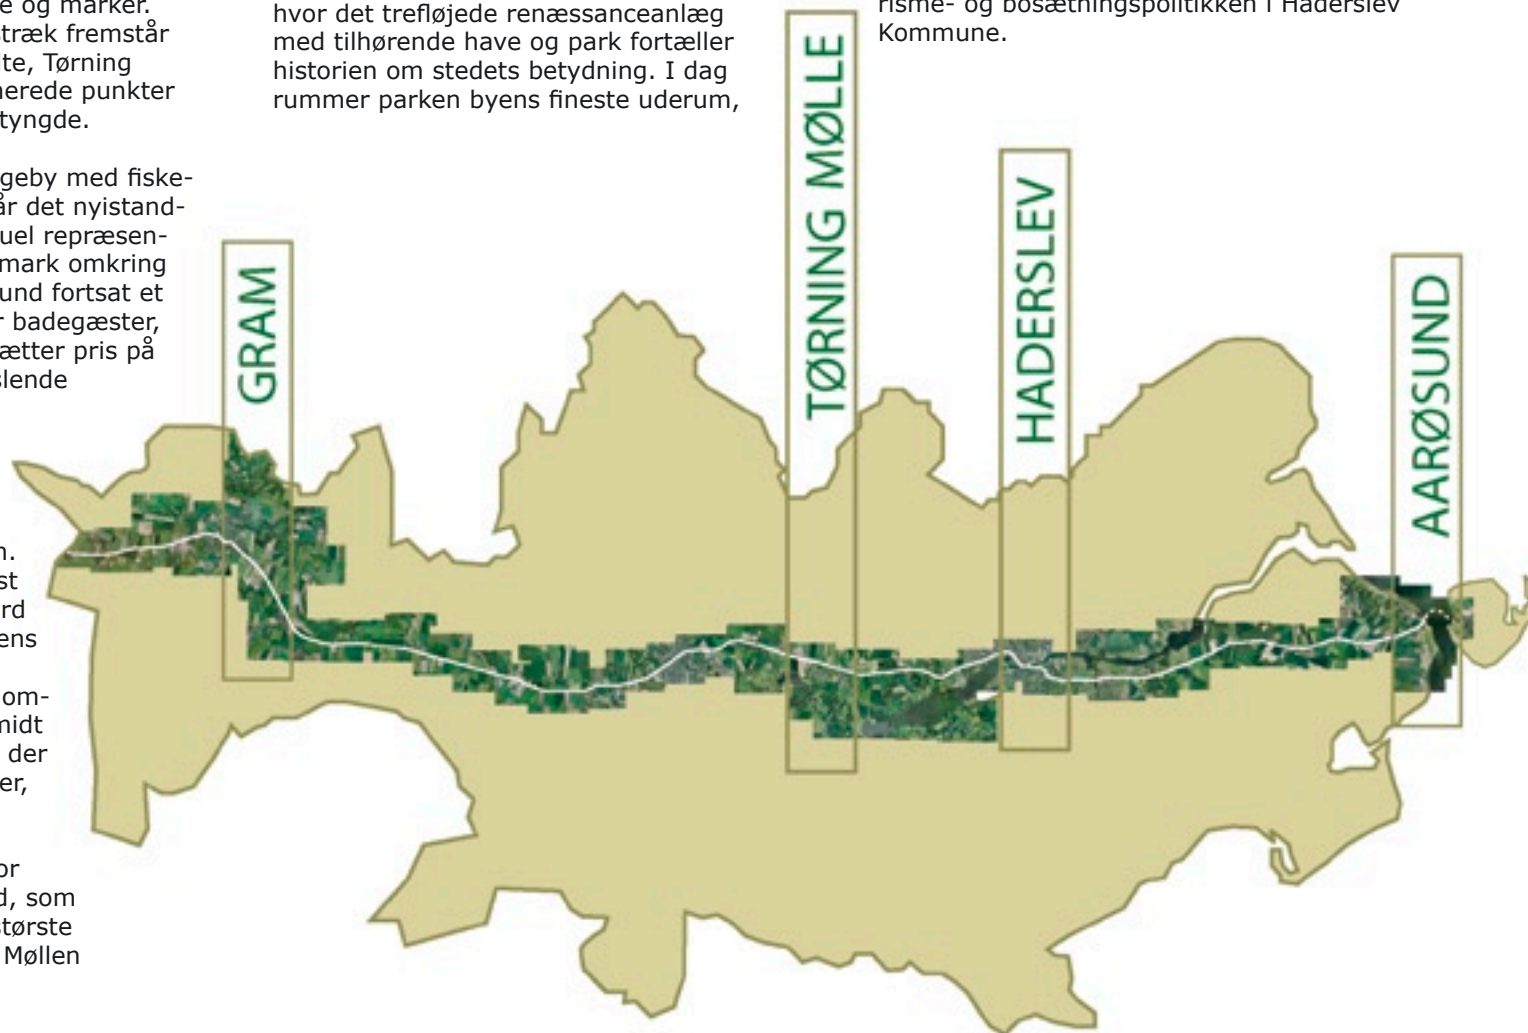 e og marker.
stræk fremstår
lte, Tørning
nerede punkter
tyngde.
geby med fiske-
år det nyistand-
uel repræsen-
mark omkring
und fortsat et
r badegæster,
ætter pris på
slende
n.
st
rd
ens
om-
midt
der
er,
or
d, som
største
Møllen
hvor det trefløjede renæssanceanlæg
med tilhørende have og park fortæller
historien om stedets betydning. I dag
rummer parken byens fineste uderum,
risme- og bosætningspolitikken i Haderslev
Kommune.
GRAM
TØRNING MØLLE
HADERSLEV
AARØSUND